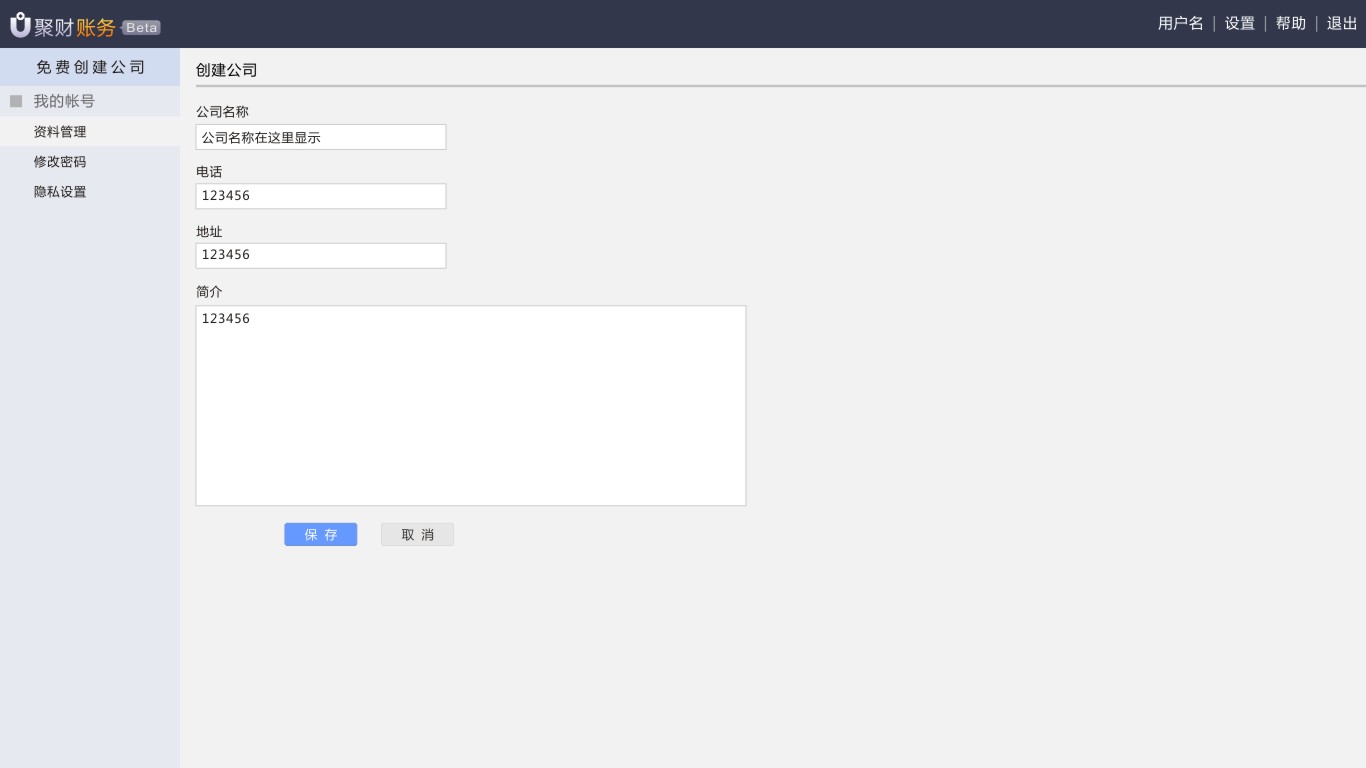 聚财账务 Beta
用户名 | 设置 | 帮助 | 退出
免费创建公司
我的帐号
资料管理
修改密码
隐私设置
创建公司
公司名称
公司名称在这里显示
电话
123456
地址
123456
简介
123456
保存
取消